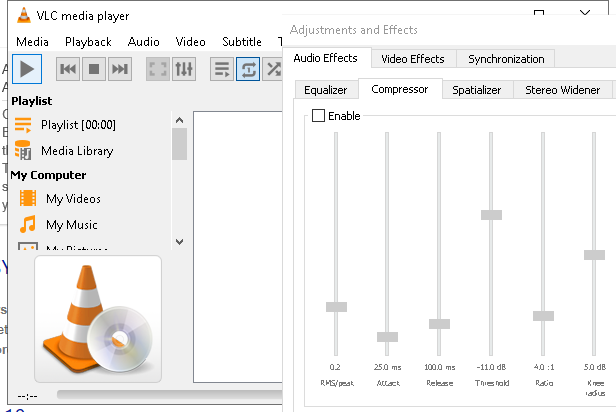 VLC media player
Adjustments and Effects
Media Playback Audio Video Subtitle T
Audio Effects Video Effects Synchronization
Equalizer Compressor Spatializer Stereo Widener
Enable
Playlist
Playlist [00:00]
Media Library
My Computer
My Videos
My Music
My Pictures
0.2 25.0 ms 100.0 ms -11.0 dB 4.0 :1 5.0 dB
RMS/peak Attack Release Threshold Ratio Knee
radius
--:--